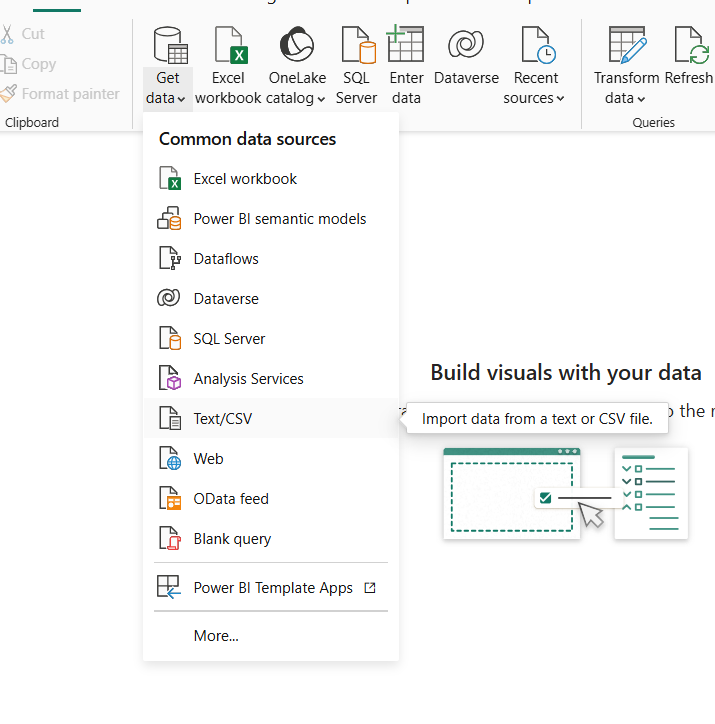 Cut
Copy
Format painter
Clipboard
Get data
Excel workbook
OneLake catalog
SQL Server
Enter data
Dataverse
Recent sources
Transform data
Refresh
Queries
Common data sources
Excel workbook
Power BI semantic models
Dataflows
Dataverse
SQL Server
Analysis Services
Text/CSV
Web
OData feed
Blank query
Power BI Template Apps
More...
Build visuals with your data
Import data from a text or CSV file.
the